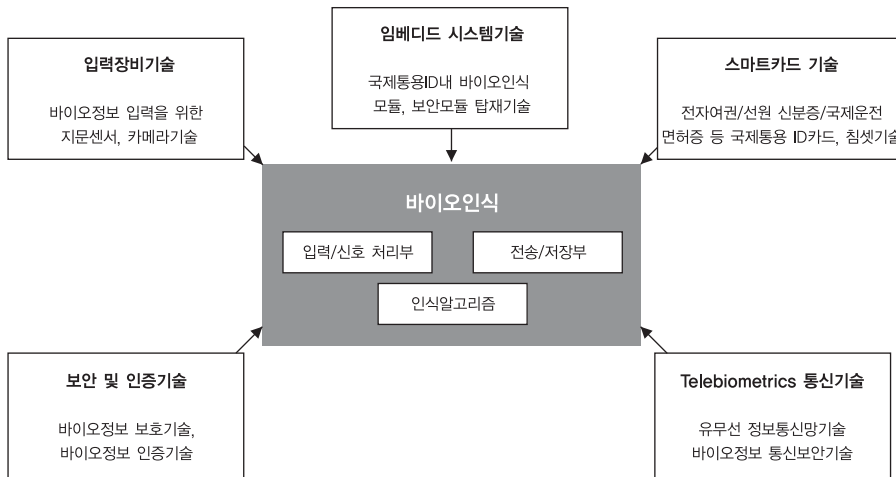 임베디드 시스템기술
국제통용ID내 바이오인식
모듈, 보안모듈 탑재기술
입력장비기술
바이오정보 입력을 위한
지문센서, 카메라기술
스마트카드 기술
전자여권/선원 신분증/국제운전
면허증 등 국제통용 ID카드, 침셋기술
바이오인식
입력/신호 처리부
전송/저장부
인식알고리즘
보안 및 인증기술
바이오정보 보호기술,
바이오정보 인증기술
Telebiometrics 통신기술
유무선 정보통신망기술
바이오정보 통신보안기술